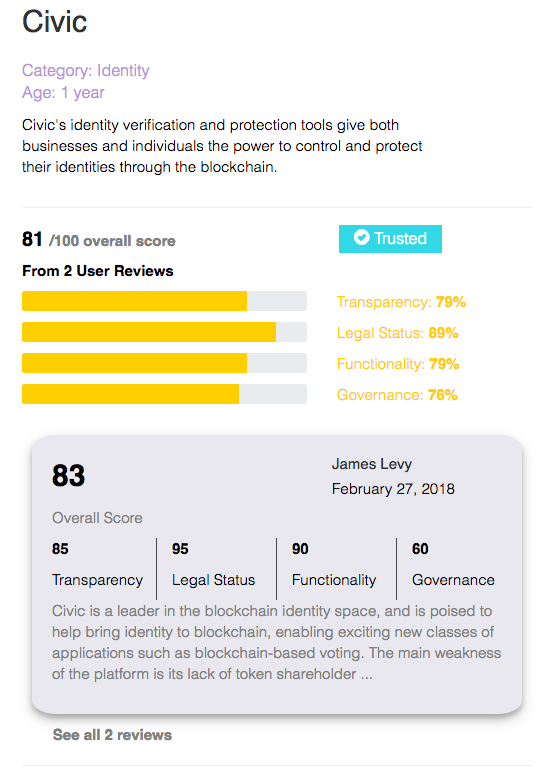 Civic
Category: Identity
Age: 1 year
Civic's identity verification and protection tools give both
businesses and individuals the power to control and protect
their identities through the blockchain.
81 /100 overall score
Trusted
From 2 User Reviews
Transparency: 79%
Legal Status: 89%
Functionality: 79%
Governance: 76%
83
James Levy
February 27, 2018
Overall Score
85 95 90 60
Transparency Legal Status Functionality Governance
Civic is a leader in the blockchain identity space, and is poised to
help bring identity to blockchain, enabling exciting new classes of
applications such as blockchain-based voting. The main weakness
of the platform is its lack of token shareholder ...
See all 2 reviews